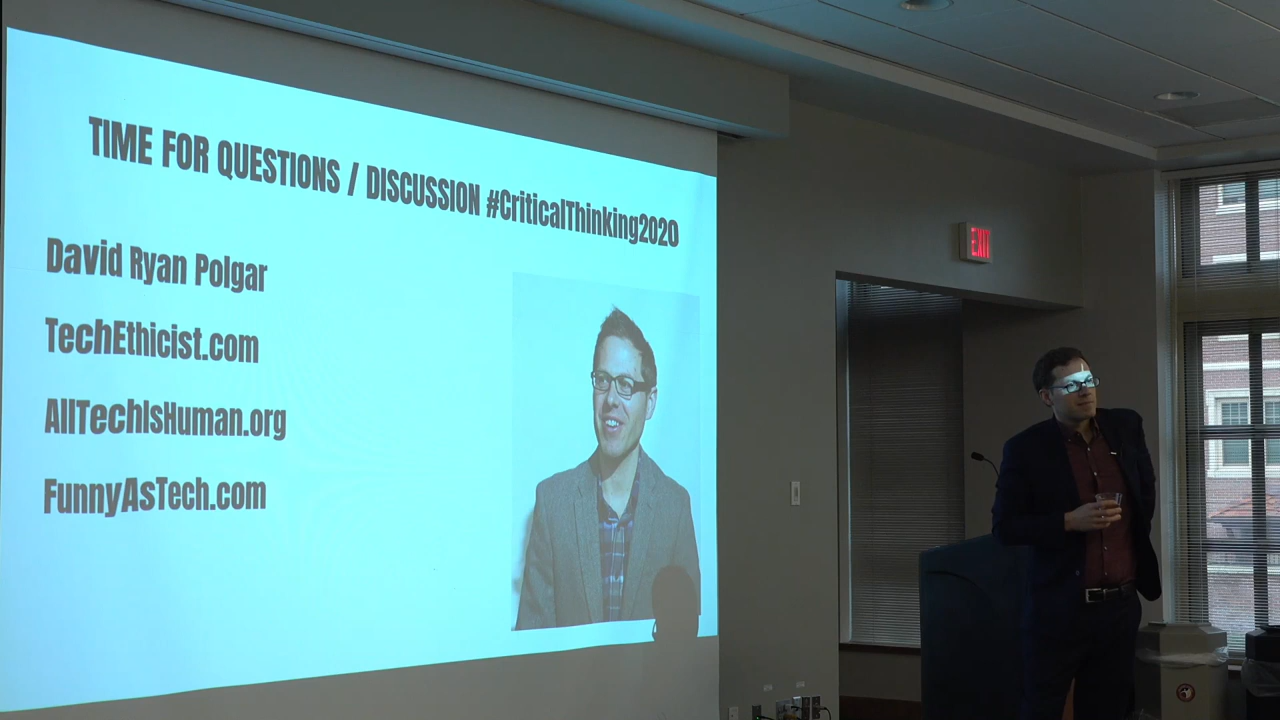 TIME FOR QUESTIONS / DISCUSSION #CriticalThinking2020
David Ryan Polgar
TechEthicist.com
AllTechIsHuman.org
FunnyAsTech.com
EXIT